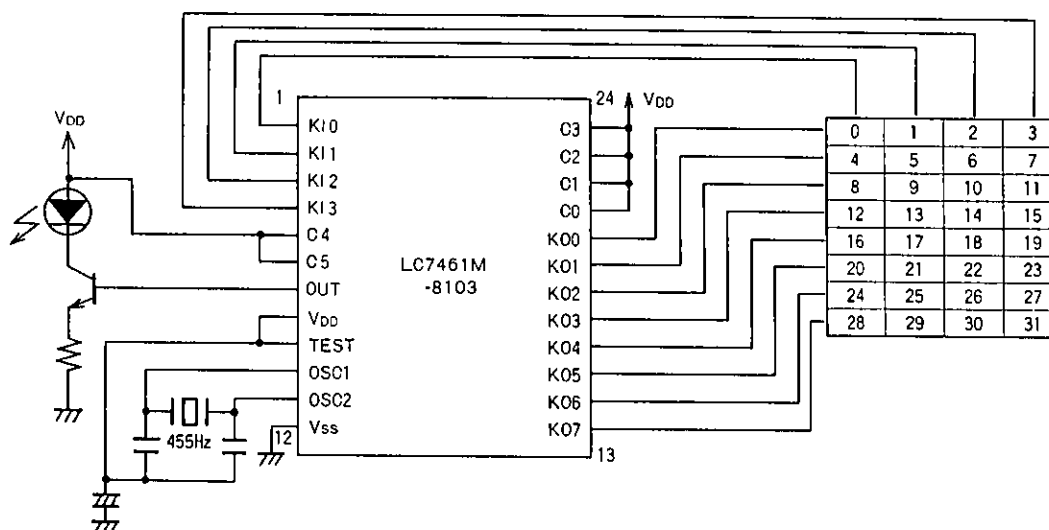 1
24
VDD
VDD
KI0
KI1
KI2
KI3
C4
C5
OUT
VDD
TEST
OSC1
OSC2
VSS
12
455Hz
LC7461M
-8103
C3
C2
C1
C0
KO0
KO1
KO2
KO3
KO4
KO5
KO6
KO7
13
0 1 2 3
4 5 6 7
8 9 10 11
12 13 14 15
16 17 18 19
20 21 22 23
24 25 26 27
28 29 30 31